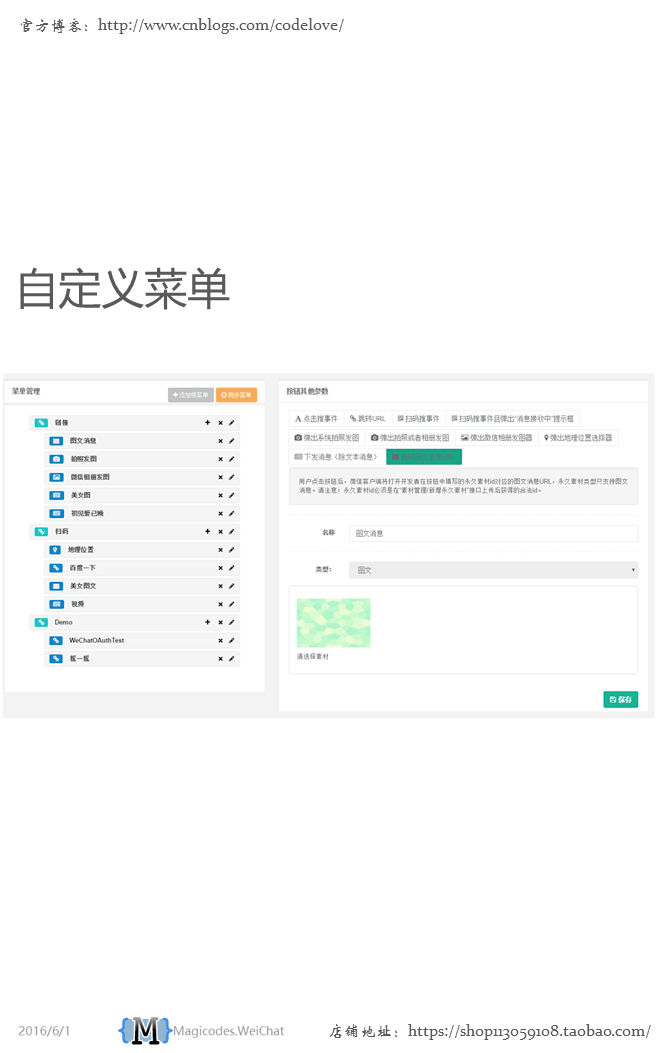 官方博客：http://www.cnblogs.com/codelove/
自定义菜单
菜单管理
添加根菜单
同步菜单
链接
图文消息
拍照发图
微信相册发图
美女图
初见爱已晚
扫码
地理位置
百度一下
美女图文
视频
Demo
WeChatOAuthTest
按钮其他参数
点击推事件 跳转URL 扫码推事件 扫码推事件且弹出“消息接收中”提示框
弹出系统拍照发图 弹出拍照或者相册发图 弹出微信相册发图器 弹出地理位置选择器
下发消息（除文本消息）
用户点击按钮后，微信客户端将打开开发者在按钮中填写的永久素材id对应的图文消息URL，永久素材类型只支持图文
消息。请注意：永久素材id必须是在“素材管理/新增永久素材”接口上传后获得的合法id。
名称 图文消息
类型： 图文
请选择素材
保存
2016/6/1
Magicodes.WeiChat
店铺地址：https://shop113059108.taobao.com/